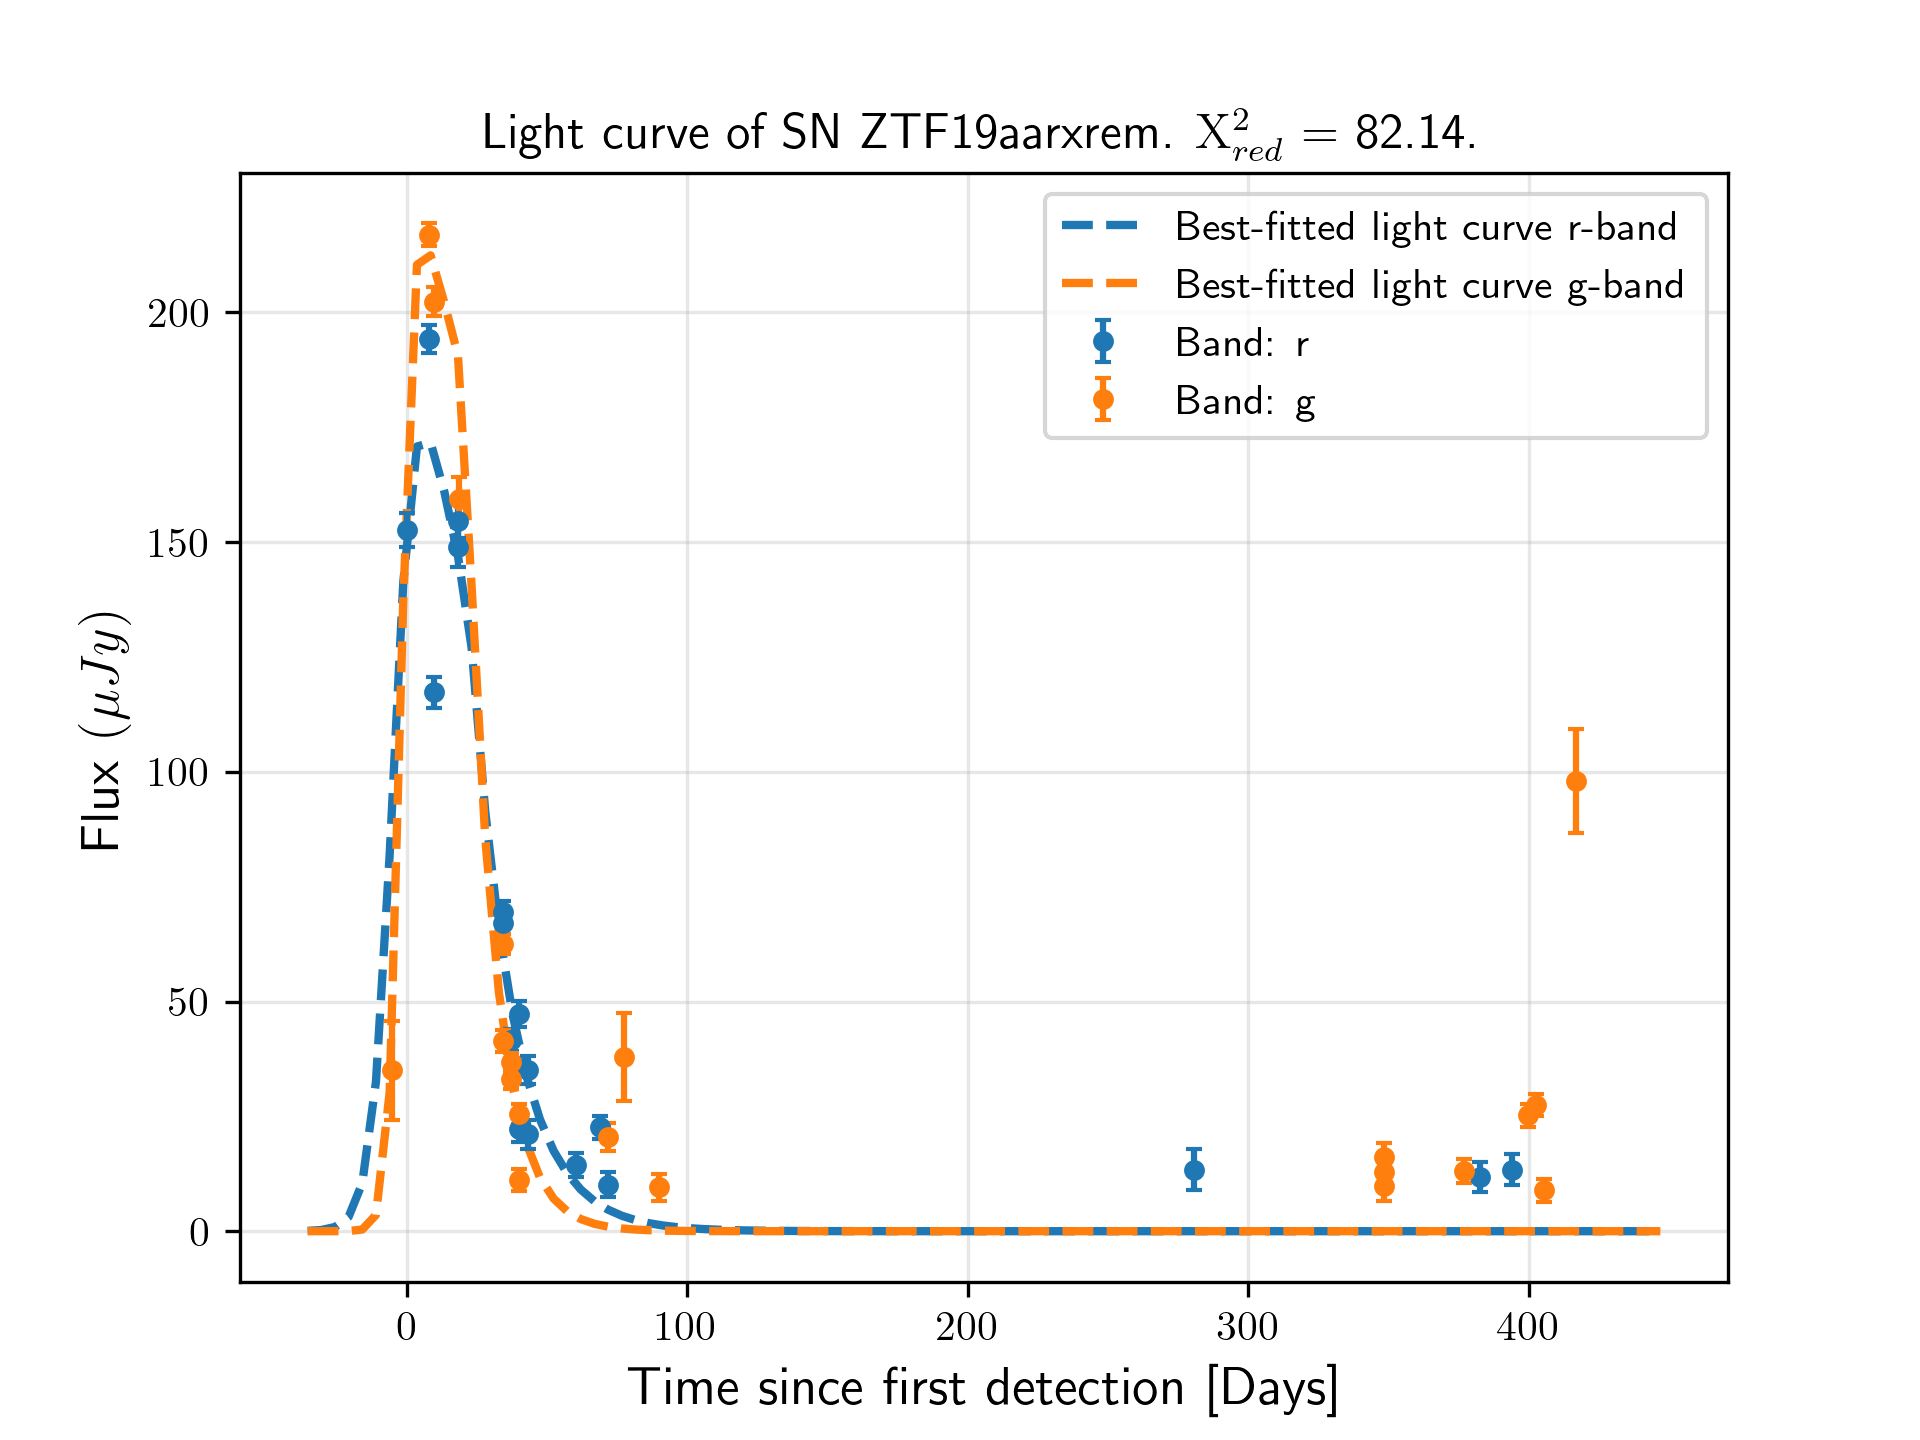 Light curve of SN ZTF19aarxrem. X²_red = 82.14.
Best-fitted light curve r-band
Best-fitted light curve g-band
Band: r
Band: g
Flux (μJy)
200
150
100
50
0
0 100 200 300 400
Time since first detection [Days]